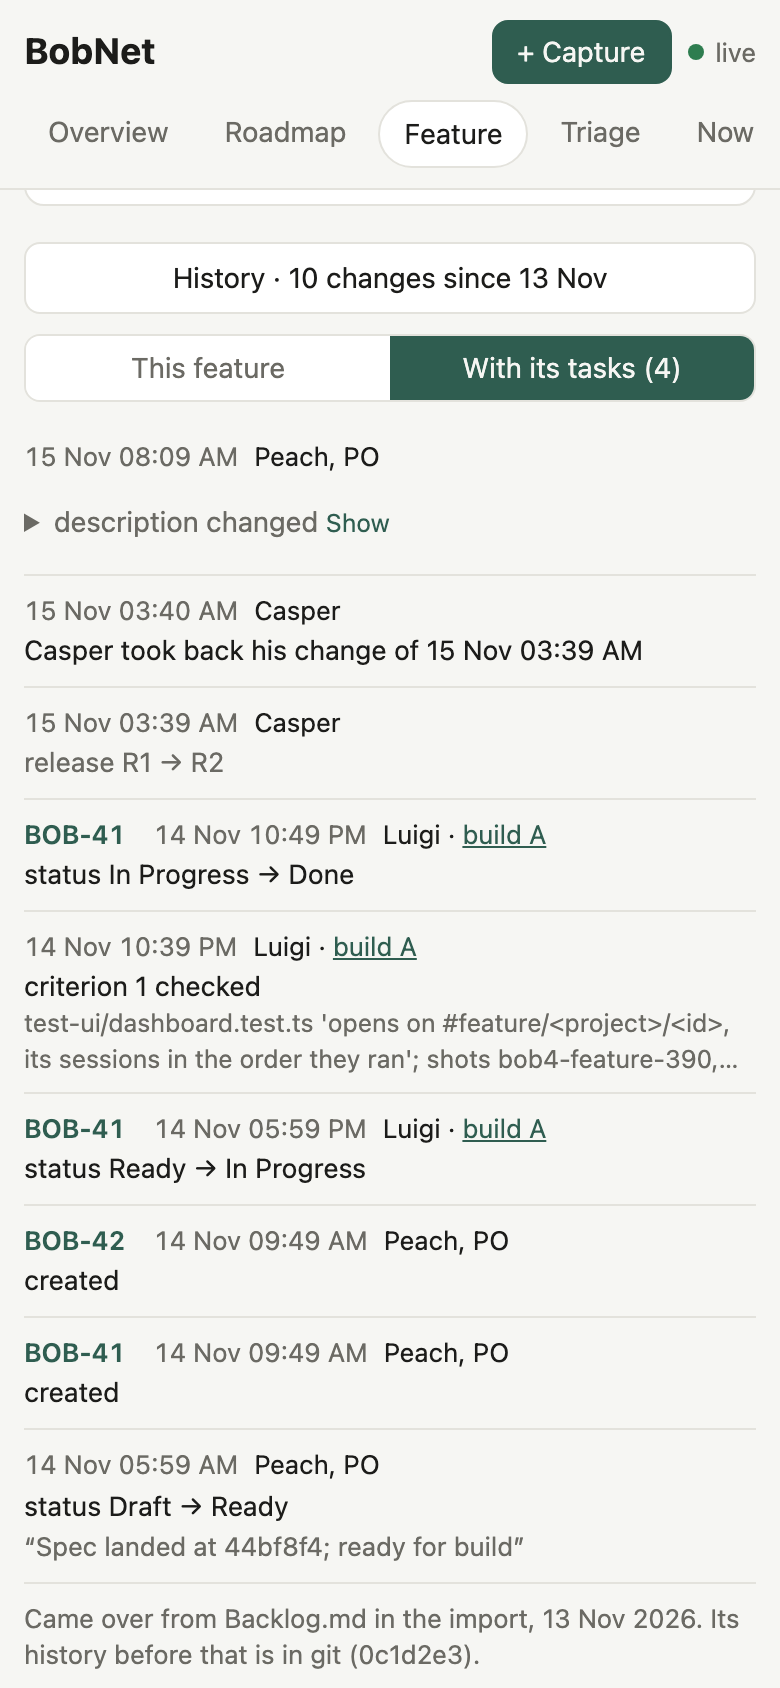 BobNet
+ Capture
live
Overview
Roadmap
Feature
Triage
Now
History · 10 changes since 13 Nov
This feature
With its tasks (4)
15 Nov 08:09 AM Peach, PO
description changed Show
15 Nov 03:40 AM Casper
Casper took back his change of 15 Nov 03:39 AM
15 Nov 03:39 AM Casper
release R1 → R2
BOB-41 14 Nov 10:49 PM Luigi · build A
status In Progress → Done
14 Nov 10:39 PM Luigi · build A
criterion 1 checked
test-ui/dashboard.test.ts 'opens on #feature/<project>/<id>,
its sessions in the order they ran'; shots bob4-feature-390,...
BOB-41 14 Nov 05:59 PM Luigi · build A
status Ready → In Progress
BOB-42 14 Nov 09:49 AM Peach, PO
created
BOB-41 14 Nov 09:49 AM Peach, PO
created
14 Nov 05:59 AM Peach, PO
status Draft → Ready
“Spec landed at 44bf8f4; ready for build”
Came over from Backlog.md in the import, 13 Nov 2026. Its
history before that is in git (0c1d2e3).